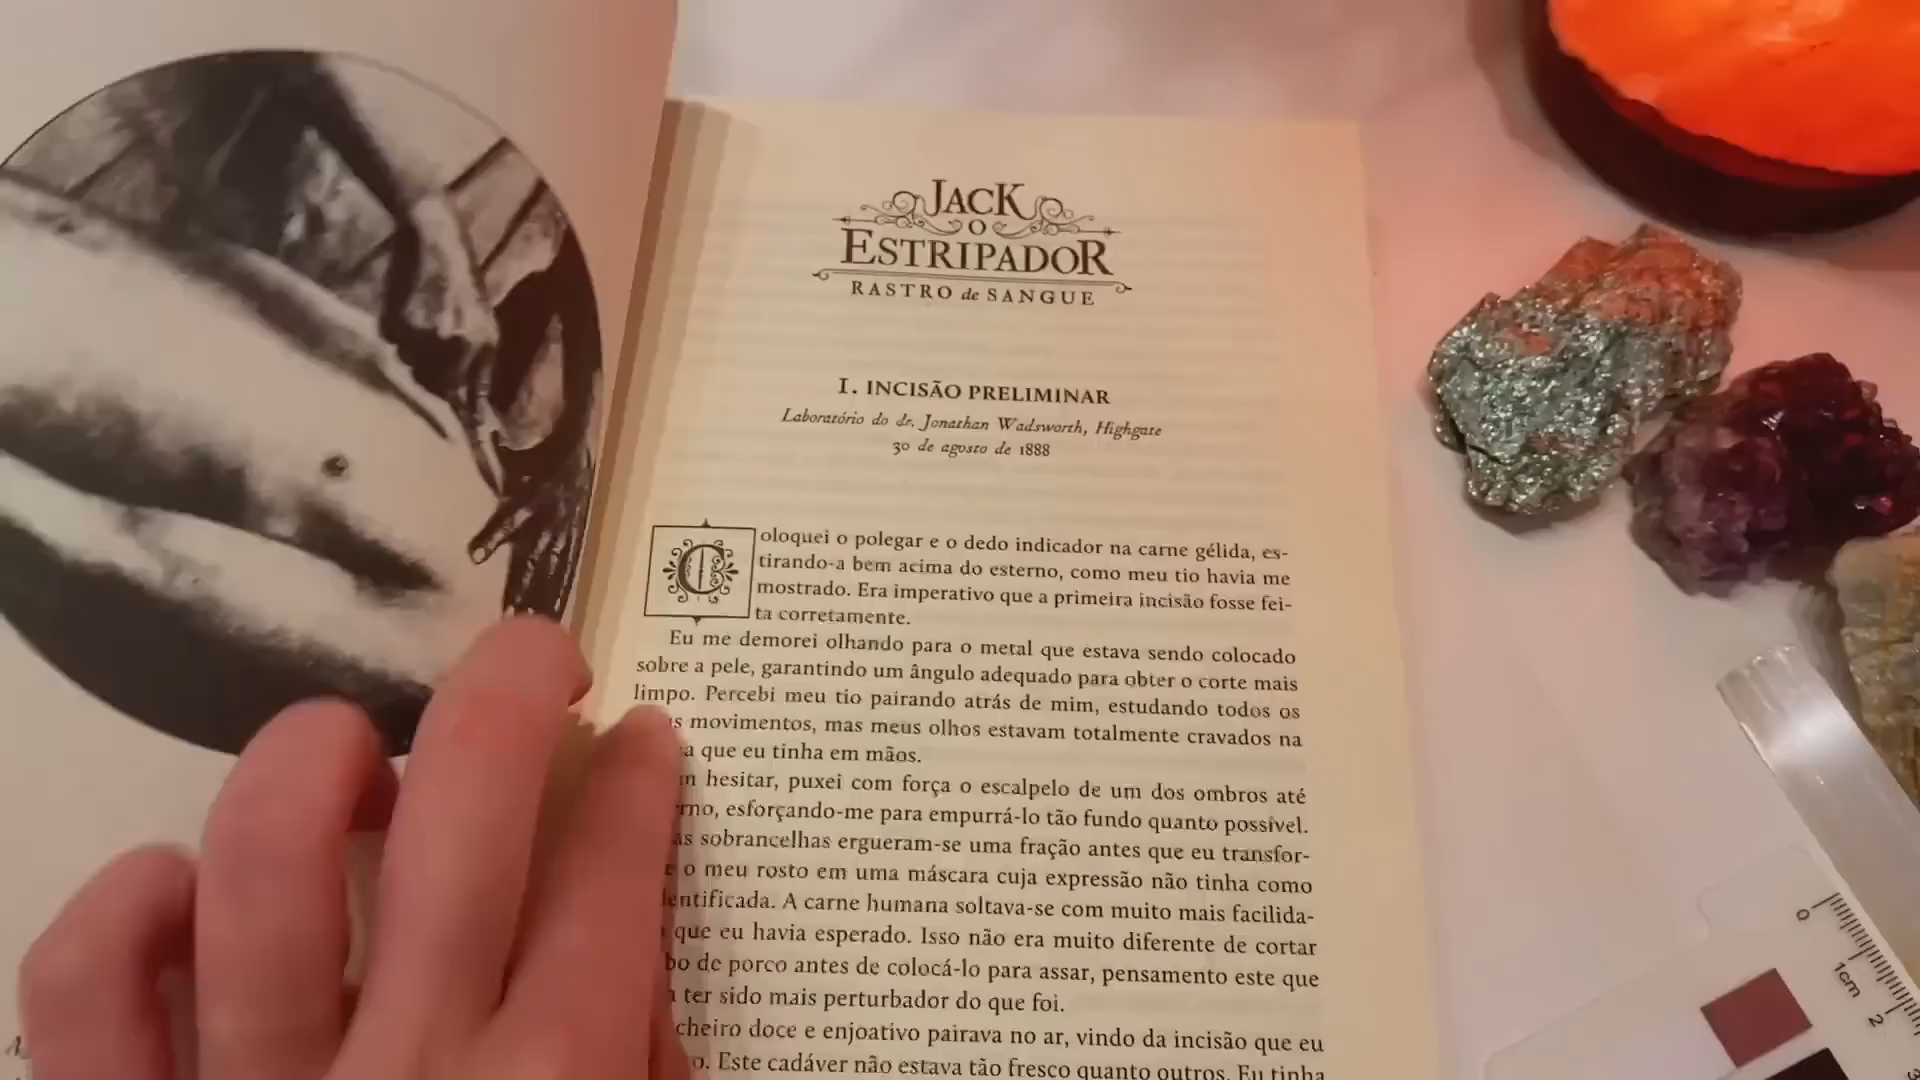 JACK
O
ESTRIPADOR
RASTRO de SANGUE
I. INCISÃO PRELIMINAR
Laboratório do dr. Jonathan Wadsworth, Highgate
30 de agosto de 1888
Coloquei o polegar e o dedo indicador na carne gélida, es-
tirando-a bem acima do esterno, como meu tio havia me
mostrado. Era imperativo que a primeira incisão fosse fei-
ta corretamente.
Eu me demorei olhando para o metal que estava sendo colocado
sobre a pele, garantindo um ângulo adequado para obter o corte mais
limpo. Percebi meu tio pairando atrás de mim, estudando todos os
movimentos, mas meus olhos estavam totalmente cravados na
que eu tinha em mãos.
hesitar, puxei com força o escalpelo de um dos ombros até
esforçando-me para empurrá-lo tão fundo quanto possível.
sobrancelhas ergueram-se uma fração antes que eu transfor-
o meu rosto em uma máscara cuja expressão não tinha como
A carne humana soltava-se com muito mais facilida-
que eu havia esperado. Isso não era muito diferente de cortar
de porco antes de colocá-lo para assar, pensamento este que
ter sido mais perturbador do que foi.
cheiro doce e enjoativo pairava no ar, vindo da incisão que eu
Este cadáver não estava tão fresco quanto outros. Eu tinha
0
1cm
2